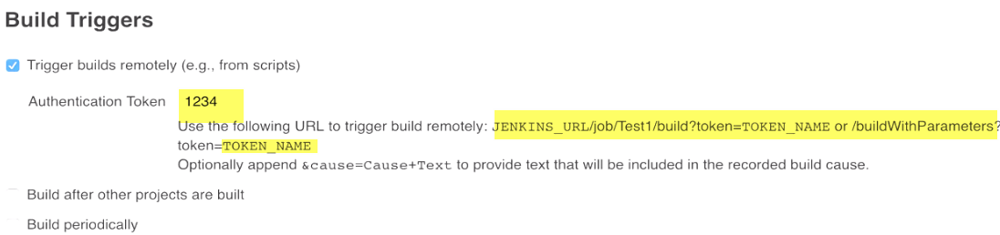 Build Triggers
Trigger builds remotely (e.g., from scripts)
Authentication Token 1234
Use the following URL to trigger build remotely: JENKINS_URL/job/Test1/build?token=TOKEN_NAME or /buildWithParameters?
token=TOKEN_NAME
Optionally append &cause=Cause+Text to provide text that will be included in the recorded build cause.
Build after other projects are built
Build periodically